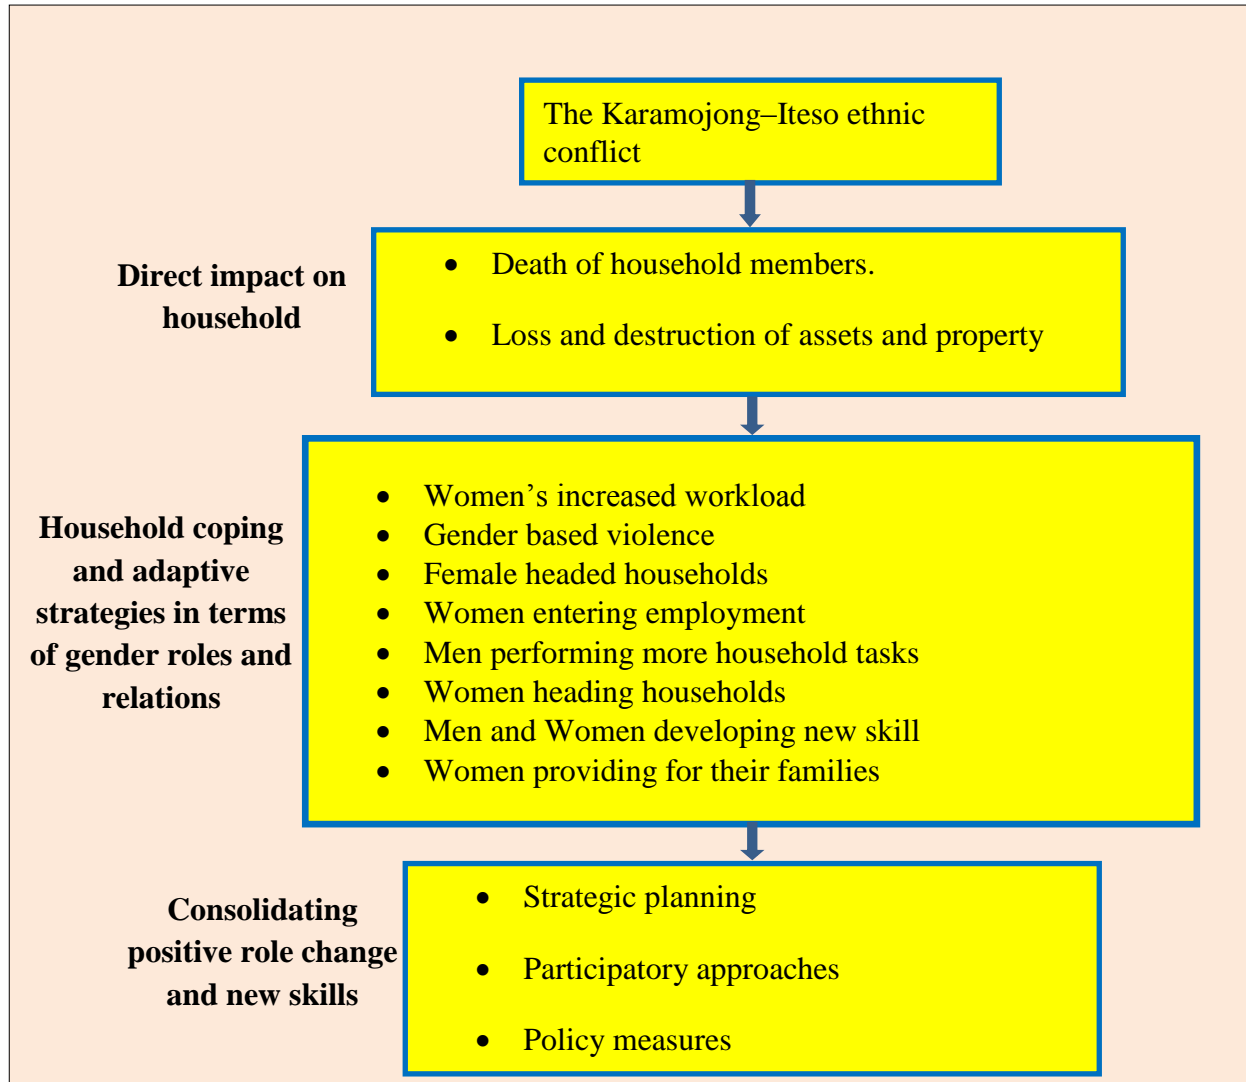 The Karamojong–Iteso ethnic
conflict
Direct impact on
household
• Death of household members.
• Loss and destruction of assets and property
Household coping
and adaptive
strategies in terms
of gender roles and
relations
• Women’s increased workload
• Gender based violence
• Female headed households
• Women entering employment
• Men performing more household tasks
• Women heading households
• Men and Women developing new skill
• Women providing for their families
Consolidating
positive role change
and new skills
• Strategic planning
• Participatory approaches
• Policy measures